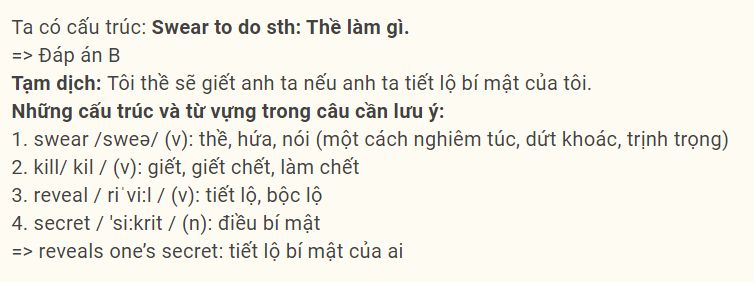 Ta có cấu trúc: Swear to do sth: Thề làm gì.
=> Đáp án B
Tạm dịch: Tôi thề sẽ giết anh ta nếu anh ta tiết lộ bí mật của tôi.
Những cấu trúc và từ vựng trong câu cần lưu ý:
1. swear /sweə/ (v): thề, hứa, nói (một cách nghiêm túc, dứt khoác, trịnh trọng)
2. kill/ kil / (v): giết, giết chết, làm chết
3. reveal / riˈvi:l / (v): tiết lộ, bộc lộ
4. secret / 'si:krit / (n): điều bí mật
=> reveals one’s secret: tiết lộ bí mật của ai